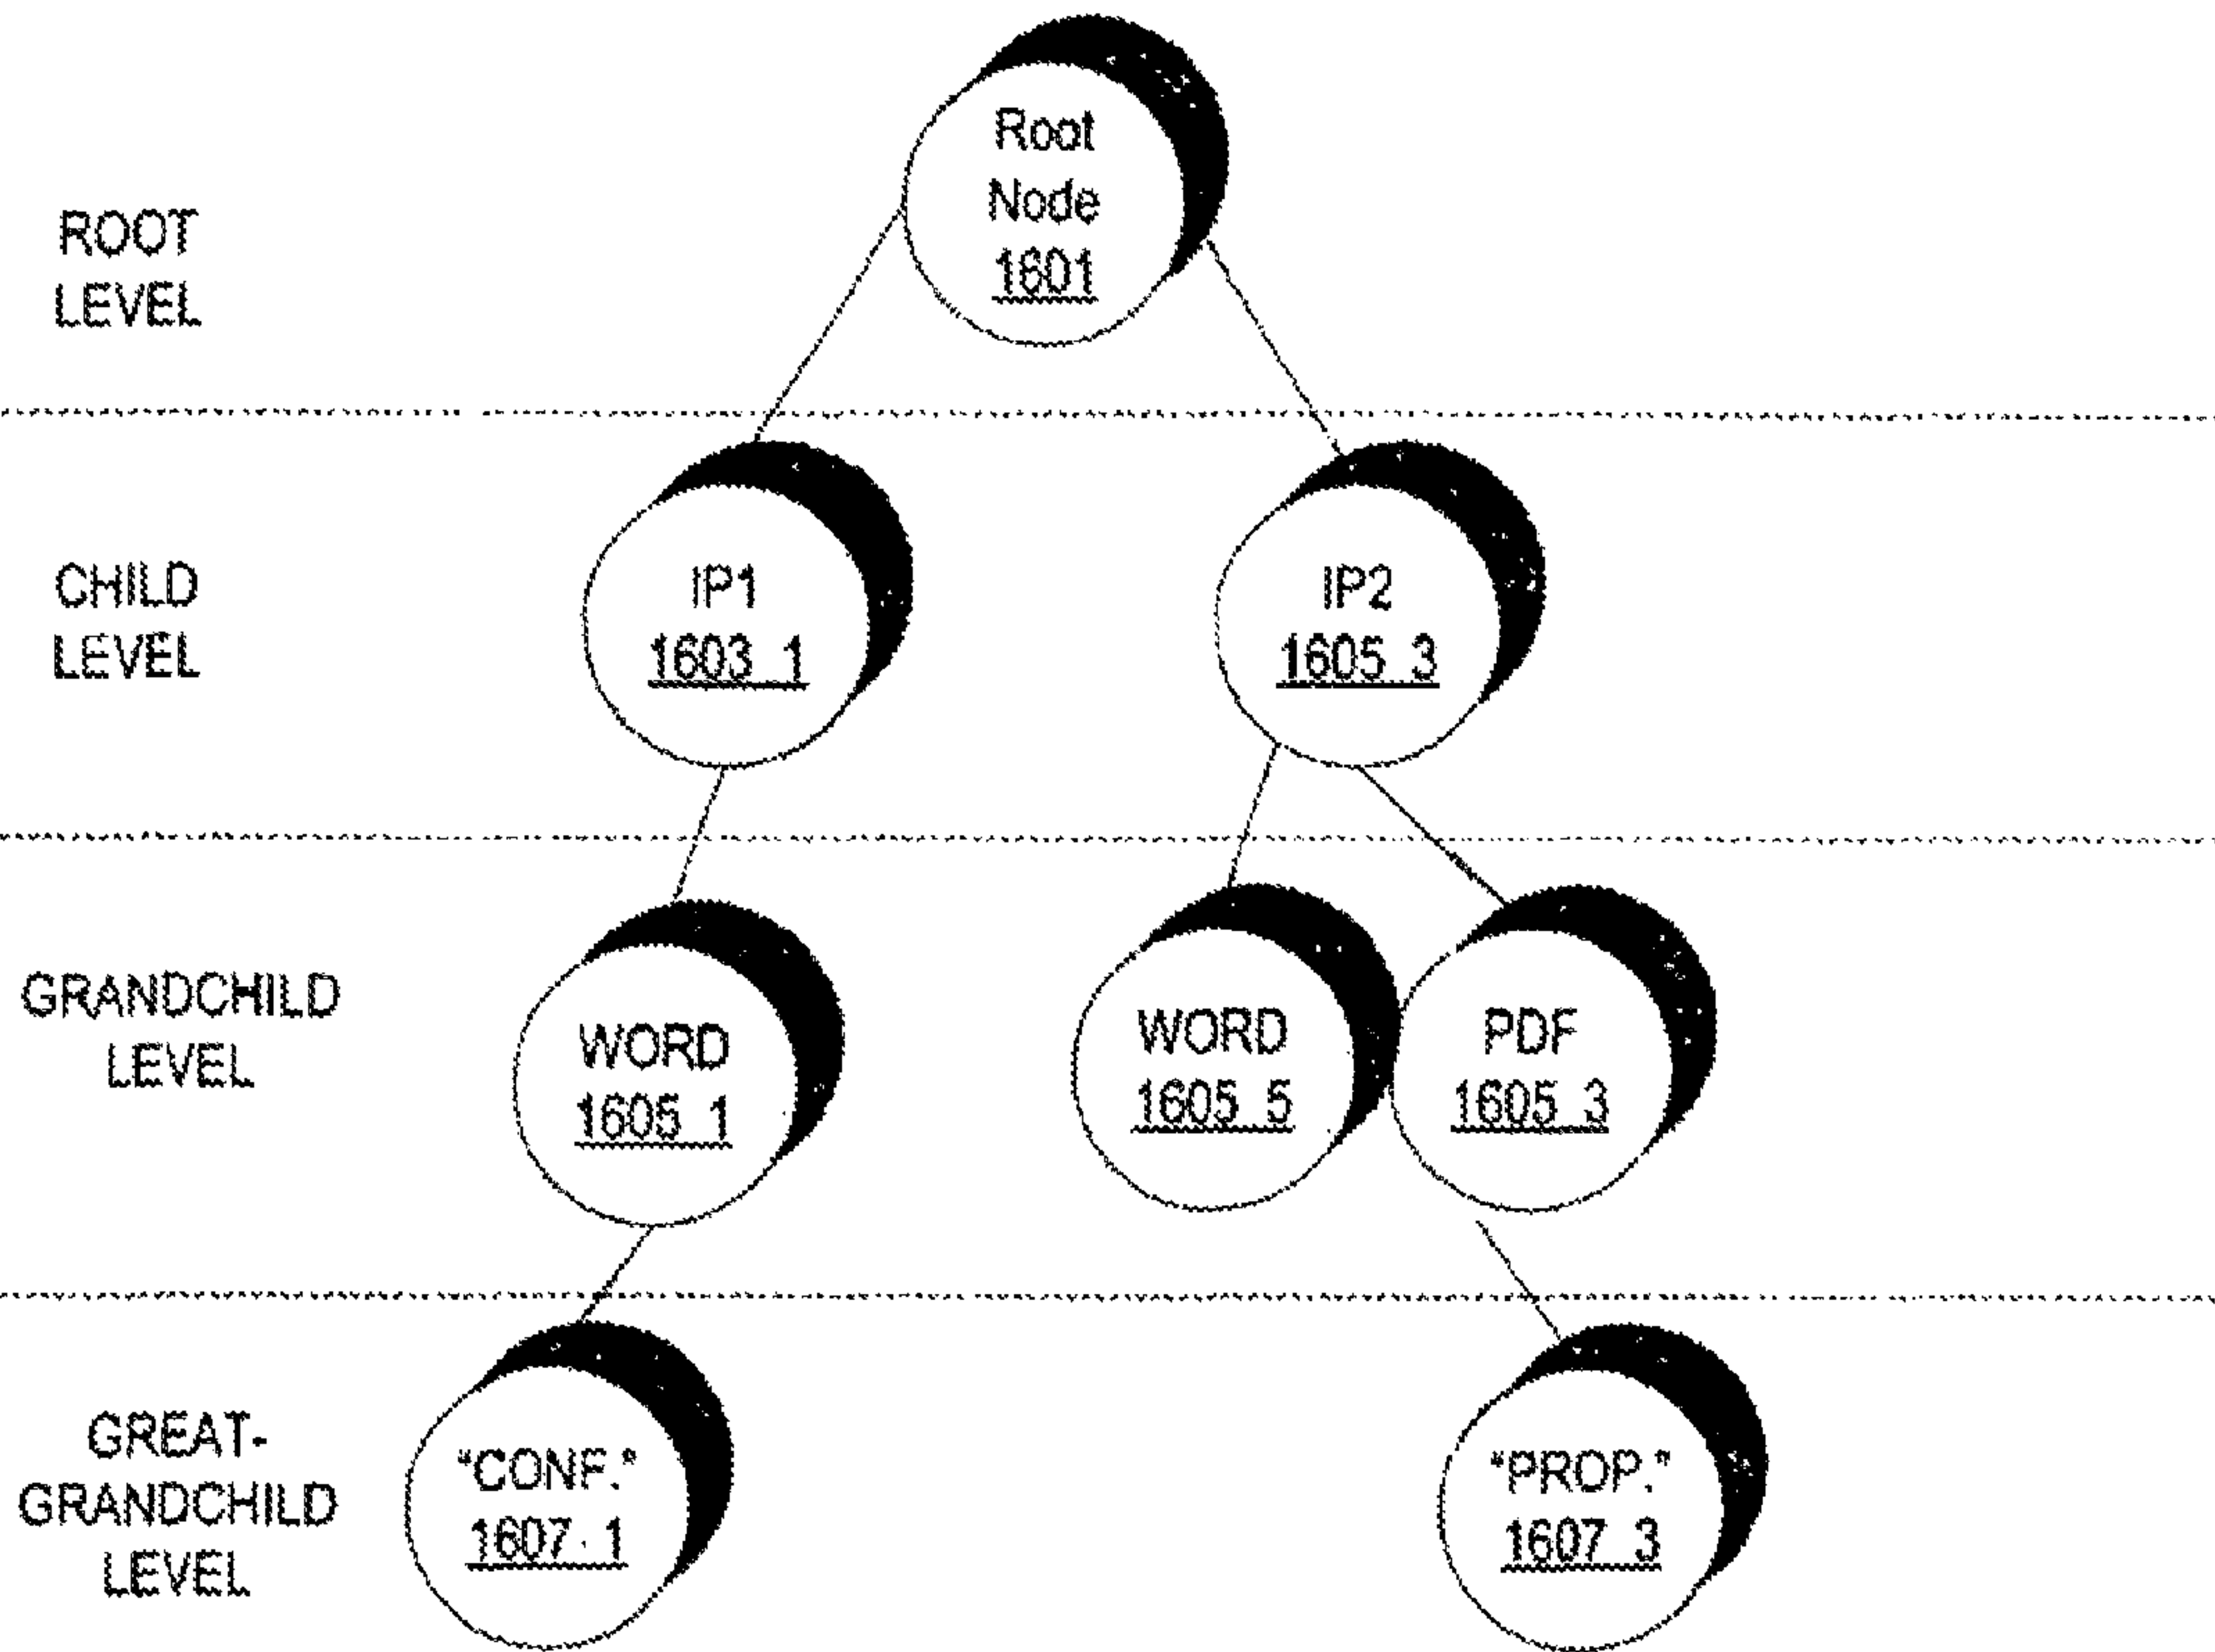 Root
Node
1601
ROOT
LEVEL
CHILD
LEVEL
IP1
1603_1
IP2
1605_3
GRANDCHILD
LEVEL
WORD
1605_1
WORD
1605_5
PDF
1605_3
GREAT-
GRANDCHILD
LEVEL
"CONF."
1607_1
"PROP."
1607_3